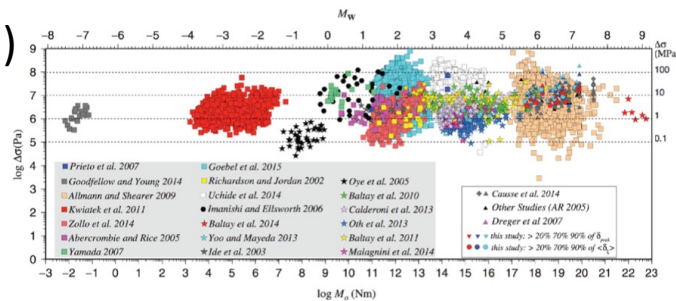 )
M_W
−8 −7 −6 −5 −4 −3 −2 −1 0 1 2 3 4 5 6 7 8 9
Δσ
(MPa
9
8
7
6
5
4
3
2
1
0
100
10
1
0.1
log Δσ(Pa)
Prieto et al. 2007
Goodfellow and Young 2014
Allmann and Shearer 2009
Kwiatek et al. 2011
Zollo et al. 2014
Abercrombie and Rice 2005
Yamada 2007
Goebel et al. 2015
Richardson and Jordan 2002
Uchide et al. 2014
Imanishi and Ellsworth 2006
Baltay et al. 2014
Yoo and Mayeda 2013
Ide et al. 2003
Oye et al. 2005
Baltay et al. 2010
Calderoni et al. 2013
Oth et al. 2013
Baltay et al. 2011
Malagnini et al. 2014
Causse et al. 2014
Other Studies (AR 2005)
Dreger et al 2007
this study: > 20% 70% 90% of δ
this study: > 20% 70% 90% of <δ >
−3 −2 −1 0 1 2 3 4 5 6 7 8 9 10 11 12 13 14 15 16 17 18 19 20 21 22 23
log M_o (Nm)